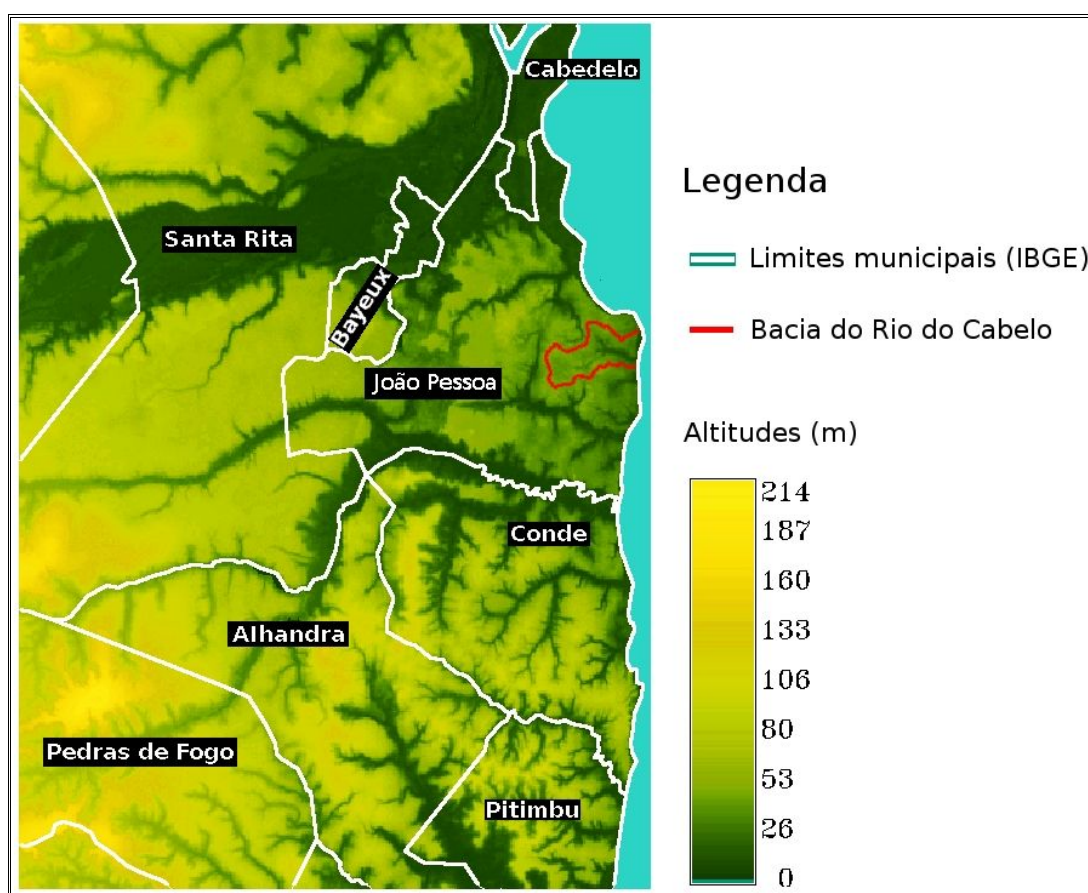 Cabedelo
Santa Rita
Bayeux
João Pessoa
Conde
Alhandra
Pedras de Fogo
Pitimbu
Legenda
Limites municipais (IBGE)
Bacia do Rio do Cabelo
Altitudes (m)
214
187
160
133
106
80
53
26
0